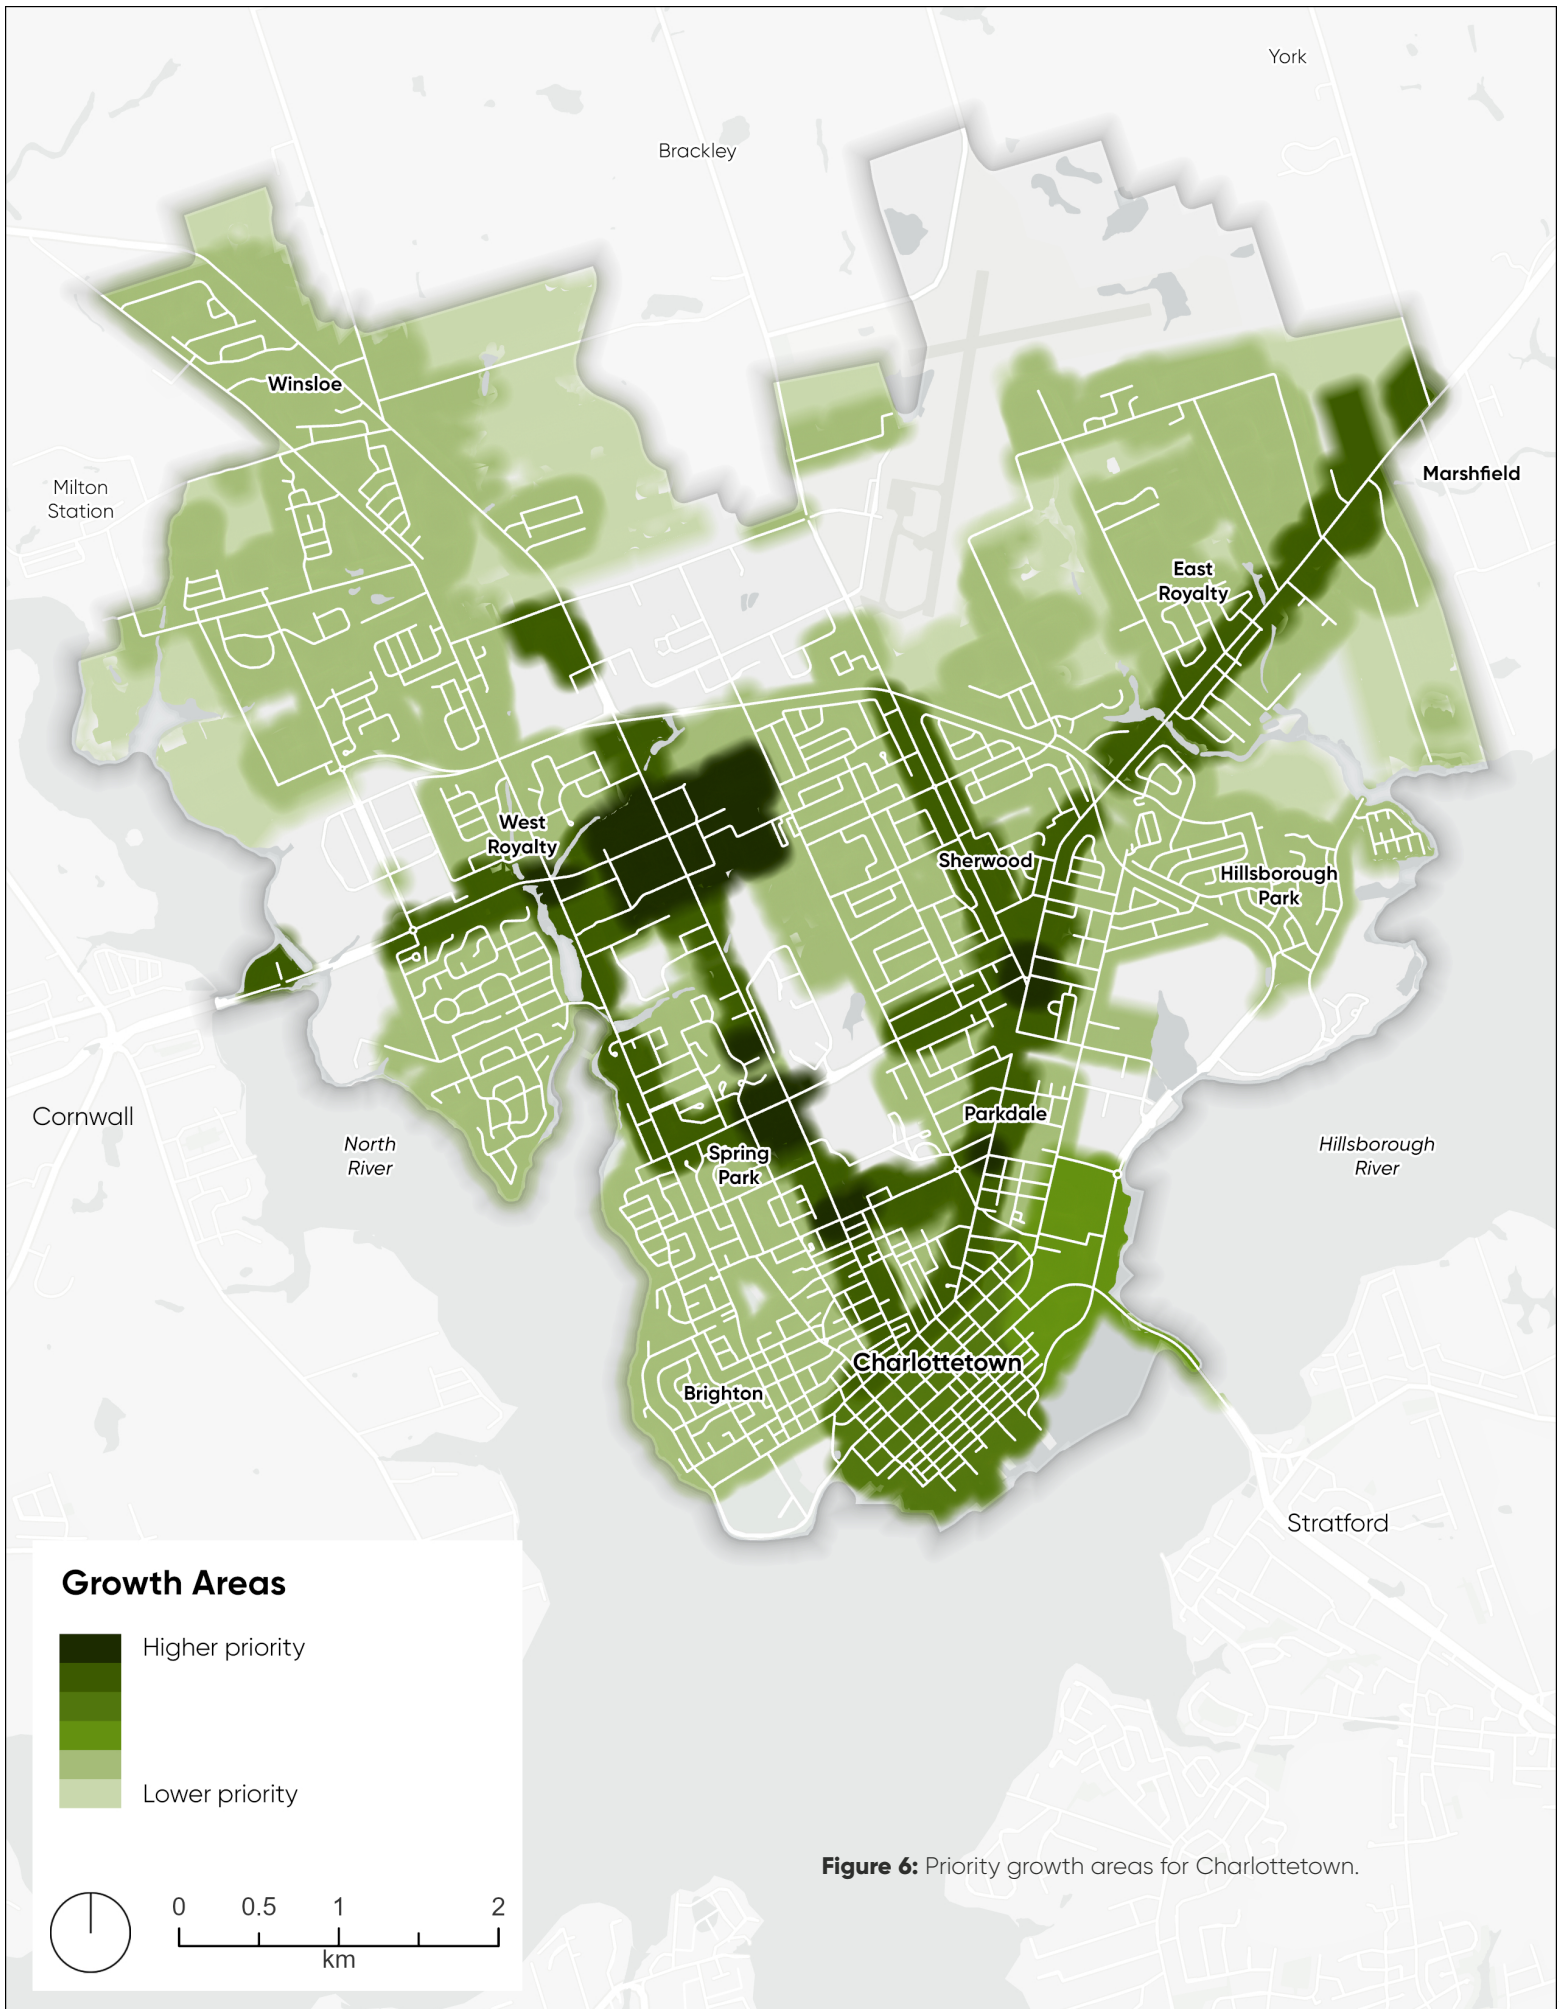 York
Brackley
Winsloe
Milton
Station
Marshfield
East
Royalty
West
Royalty
Sherwood
Hillsborough
Park
Cornwall
North
River
Parkdale
Spring
Park
Hillsborough
River
Charlottetown
Brighton
Stratford
Growth Areas
Higher priority
Lower priority
Figure 6: Priority growth areas for Charlottetown.
0 0.5 1 2
km